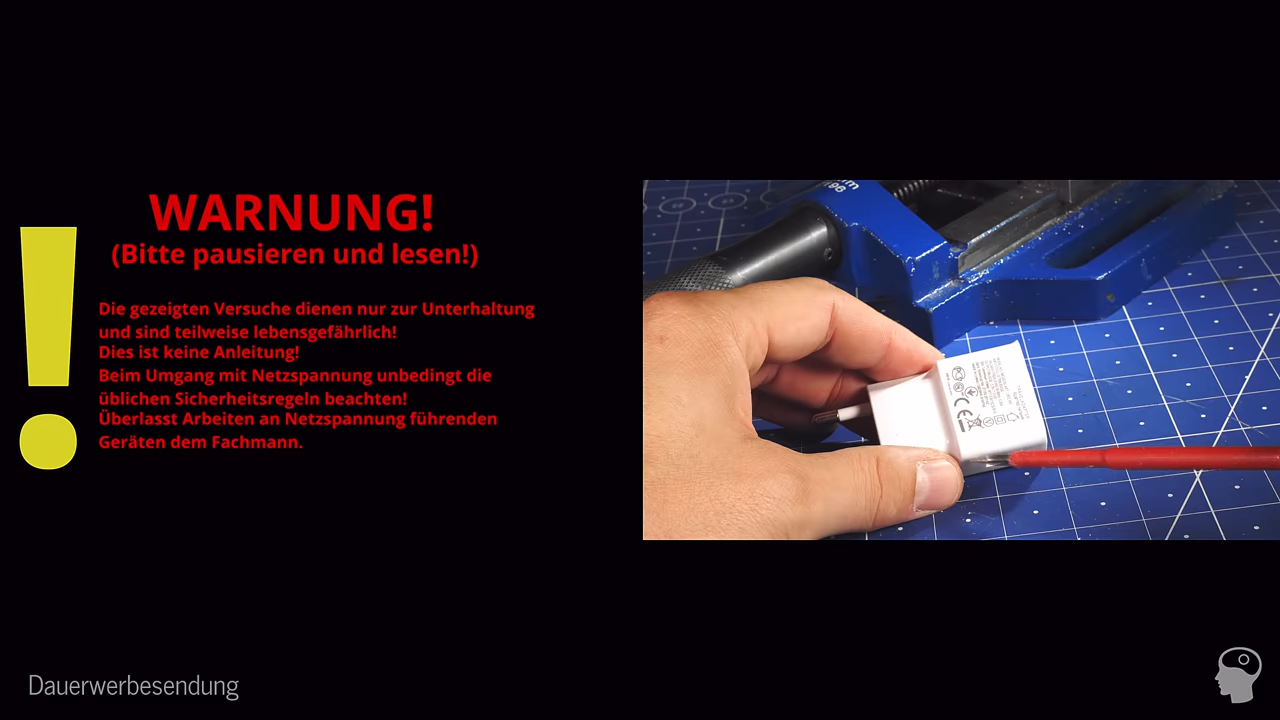 WARNUNG!
(Bitte pausieren und lesen!)
Die gezeigten Versuche dienen nur zur Unterhaltung
und sind teilweise lebensgefährlich!
Dies ist keine Anleitung!
Beim Umgang mit Netzspannung unbedingt die
üblichen Sicherheitsregeln beachten!
Überlasst Arbeiten an Netzspannung führenden
Geräten dem Fachmann.
CE
Dauerwerbesendung